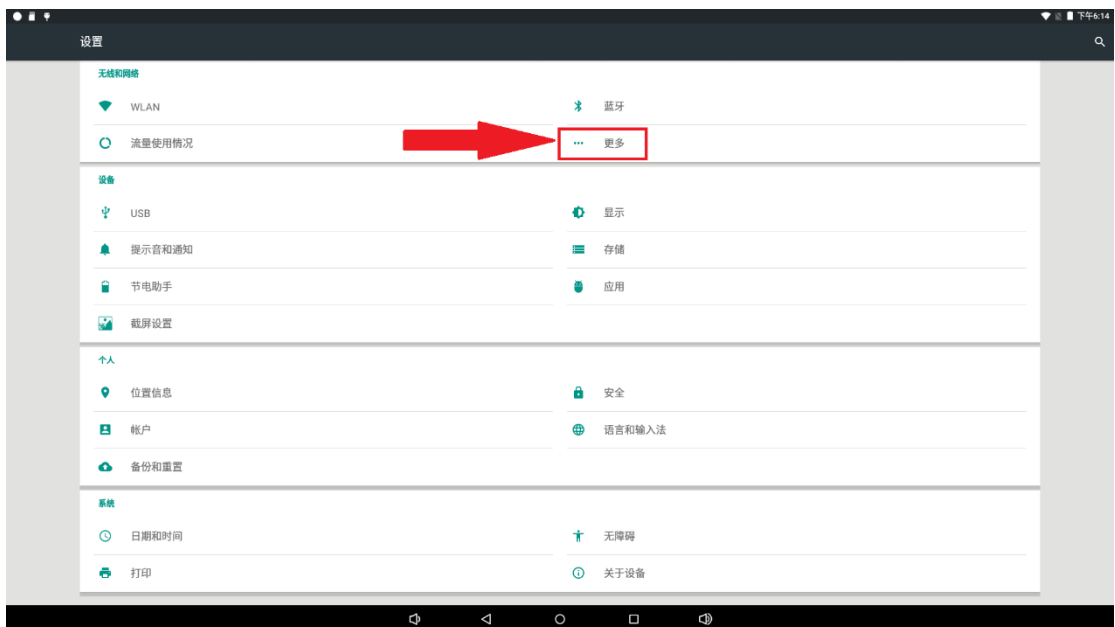 下午6:14
设置
无线和网络
WLAN
蓝牙
流量使用情况
更多
设备
USB
显示
提示音和通知
存储
节电助手
应用
截屏设置
个人
位置信息
安全
帐户
语言和输入法
备份和重置
系统
日期和时间
无障碍
打印
关于设备